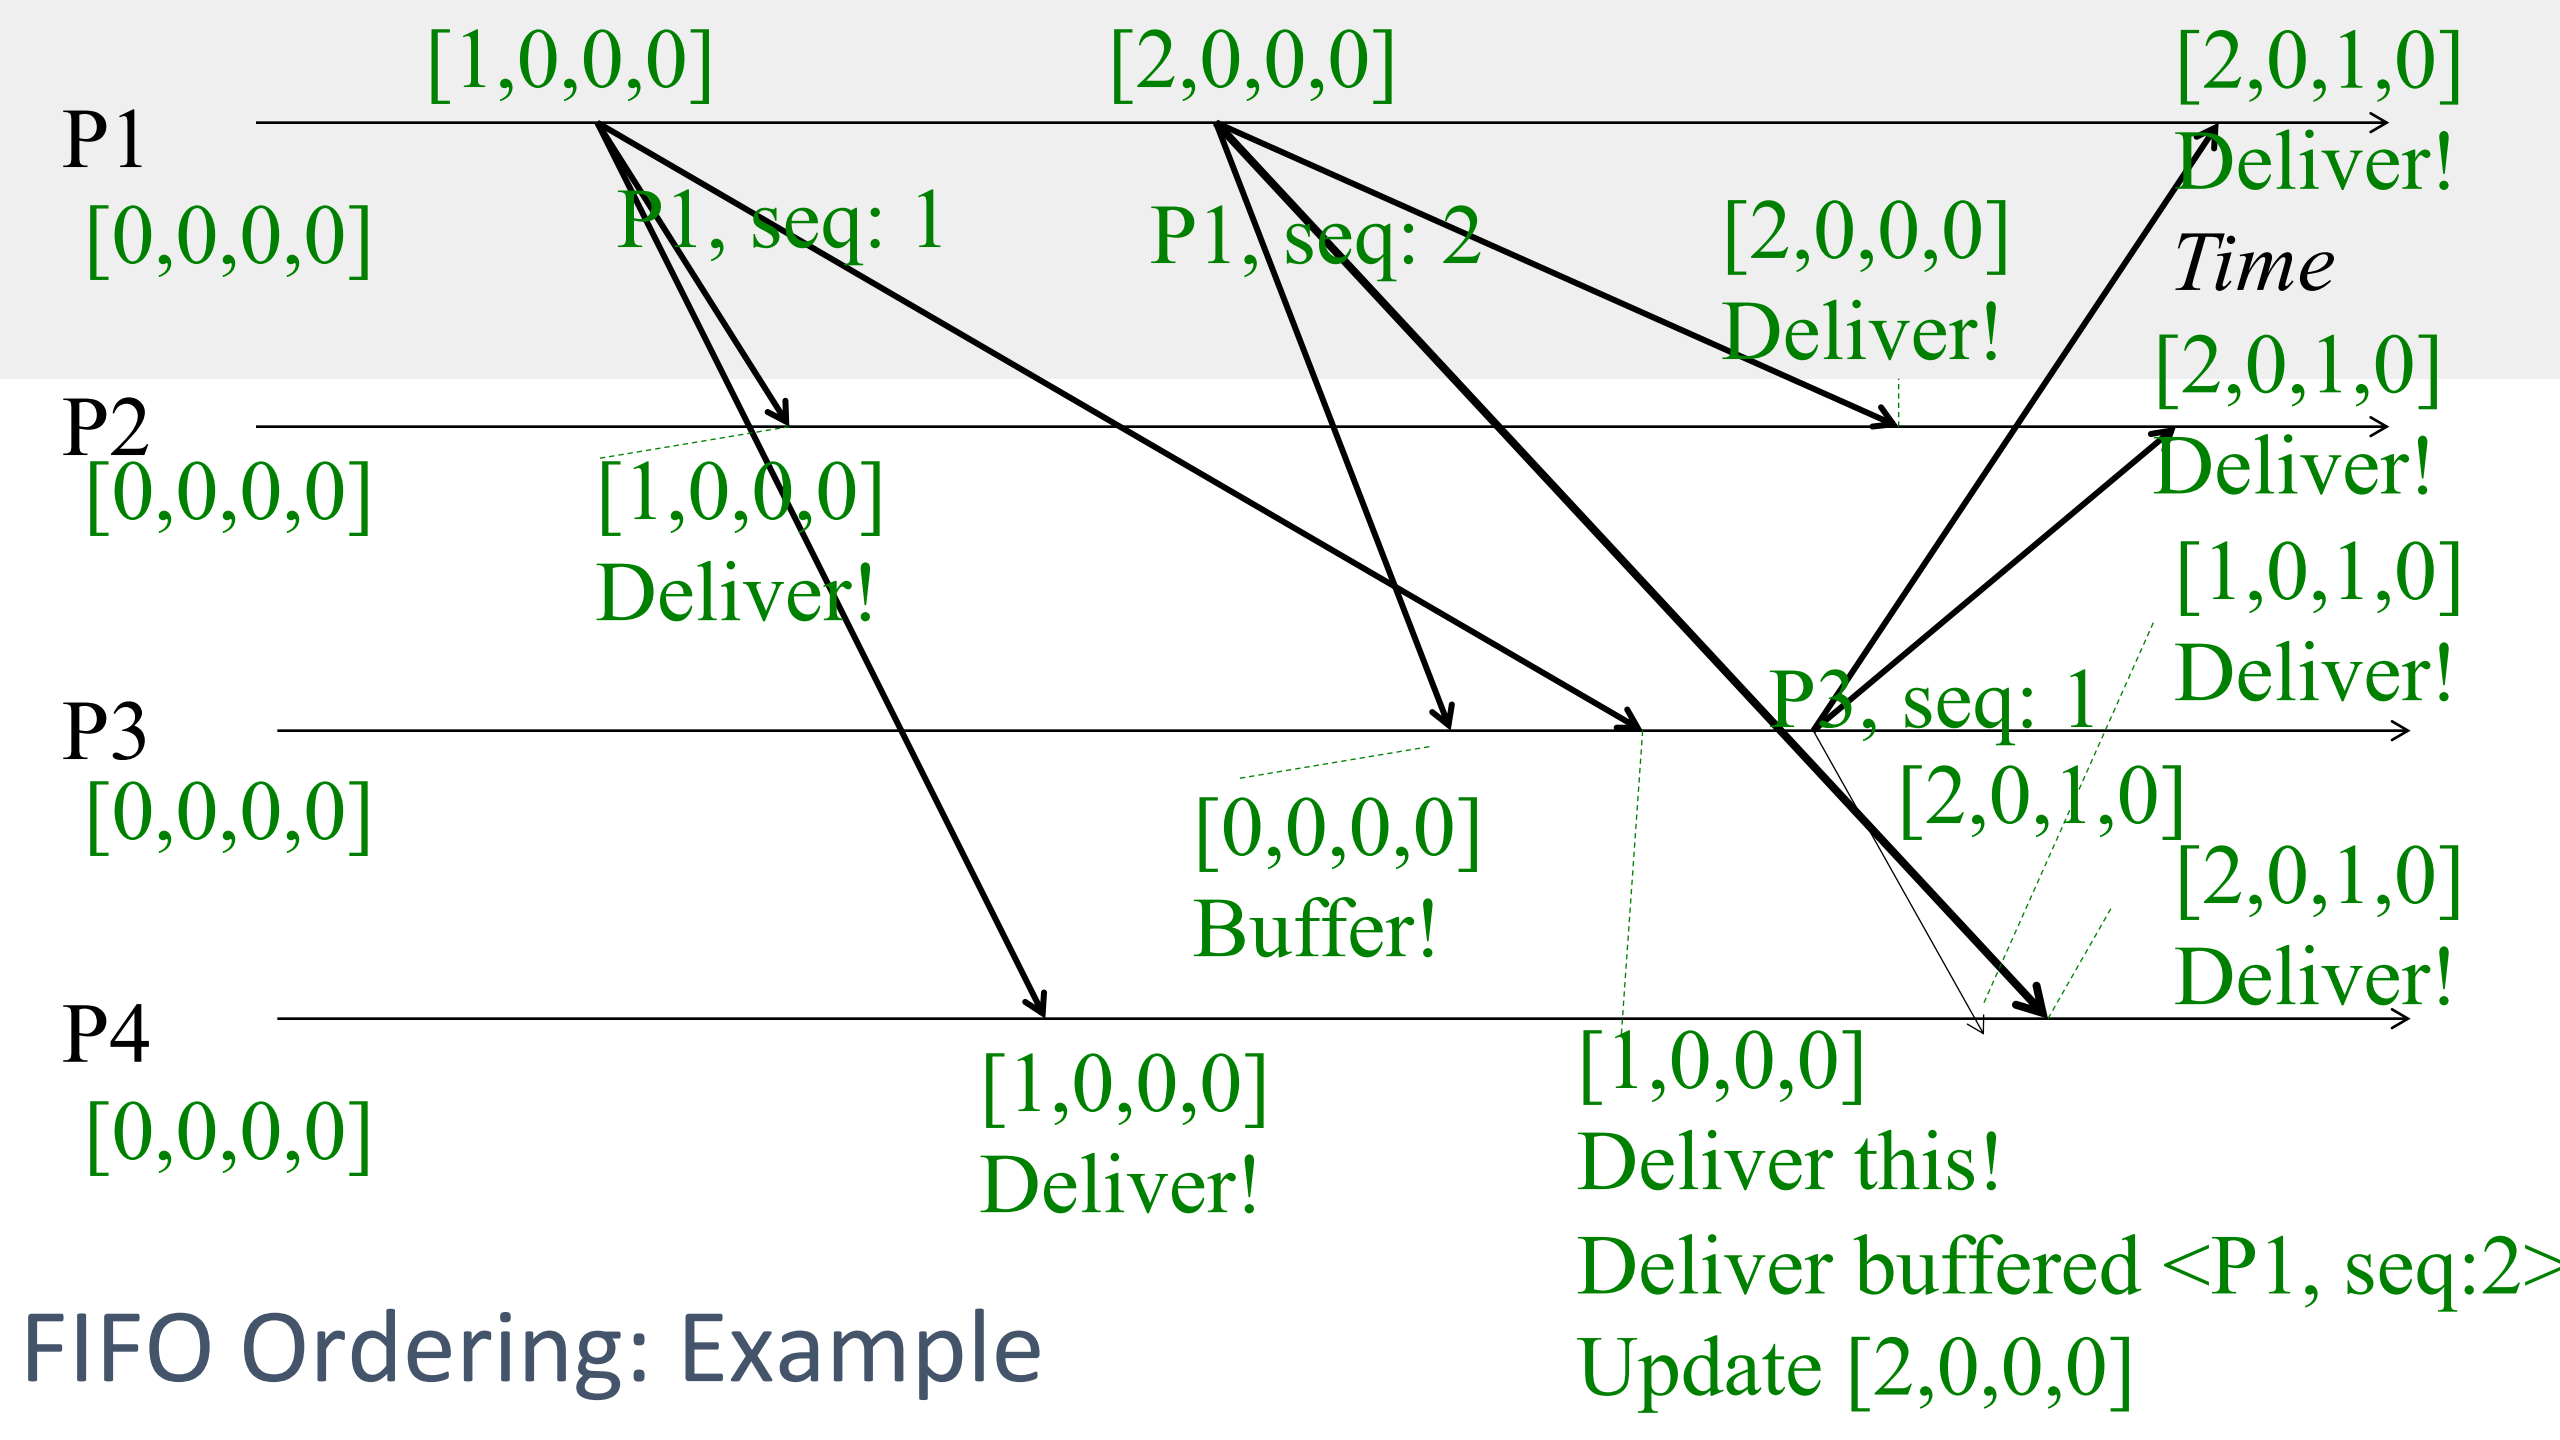 [1,0,0,0]
[2,0,0,0]
[2,0,1,0]
P1
Deliver!
[0,0,0,0]
P1, seq: 1
P1, seq: 2
[2,0,0,0]
Deliver!
Time
[2,0,1,0]
Deliver!
P2
[0,0,0,0]
[1,0,0,0]
Deliver!
[1,0,1,0]
Deliver!
P3
[0,0,0,0]
P3, seq: 1
[2,0,1,0]
[0,0,0,0]
Buffer!
[2,0,1,0]
Deliver!
P4
[0,0,0,0]
[1,0,0,0]
Deliver!
[1,0,0,0]
Deliver this!
Deliver buffered <P1, seq:2>
Update [2,0,0,0]
FIFO Ordering: Example